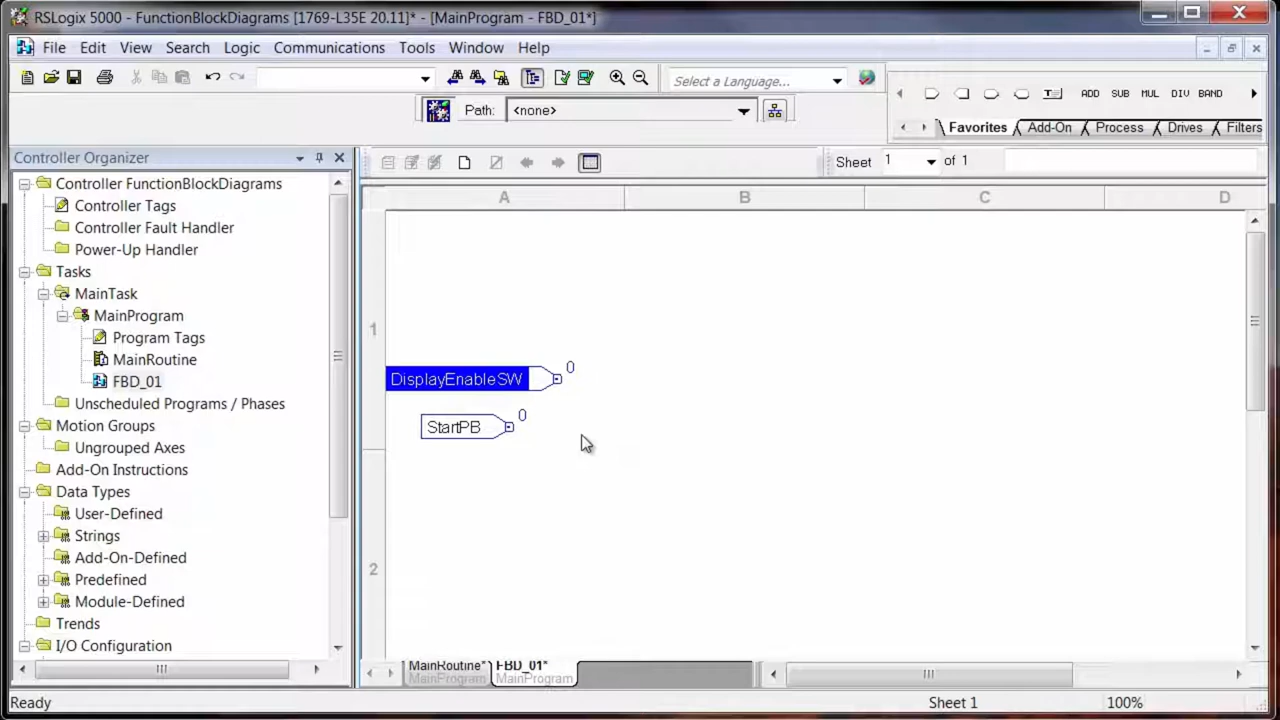 RSLogix 5000 - FunctionBlockDiagrams [1769-L35E 20.11]* - [MainProgram - FBD_01*]
File Edit View Search Logic Communications Tools Window Help
Select a Language...
ADD SUB MUL DIV BAND
Path: <none>
Favorites Add-On Process Drives Filters
Controller Organizer
Sheet 1 of 1
A B C D
Controller FunctionBlockDiagrams
Controller Tags
Controller Fault Handler
Power-Up Handler
Tasks
MainTask
MainProgram
Program Tags
MainRoutine
FBD_01
Unscheduled Programs / Phases
Motion Groups
Ungrouped Axes
Add-On Instructions
Data Types
User-Defined
Strings
Add-On-Defined
Predefined
Module-Defined
Trends
I/O Configuration
1
DisplayEnableSW 0
StartPB 0
2
MainRoutine* FBD_01*
MainProgram MainProgram
Ready
Sheet 1
100%